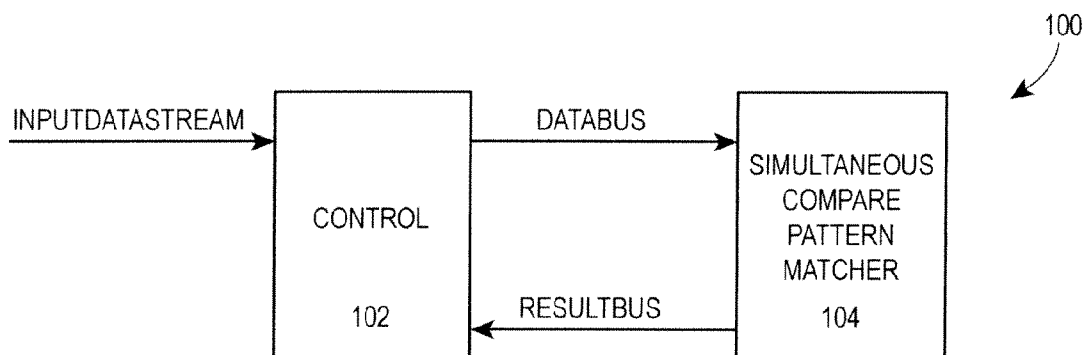 100
INPUTDATASTREAM
DATABUS
CONTROL
102
RESULTBUS
SIMULTANEOUS
COMPARE
PATTERN
MATCHER
104